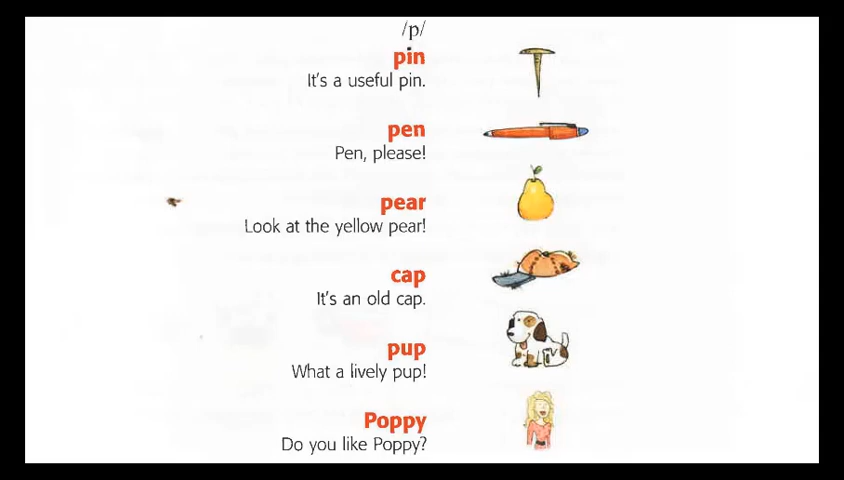 /p/
pin
It's a useful pin.
pen
Pen, please!
pear
Look at the yellow pear!
cap
It's an old cap.
pup
What a lively pup!
Poppy
Do you like Poppy?